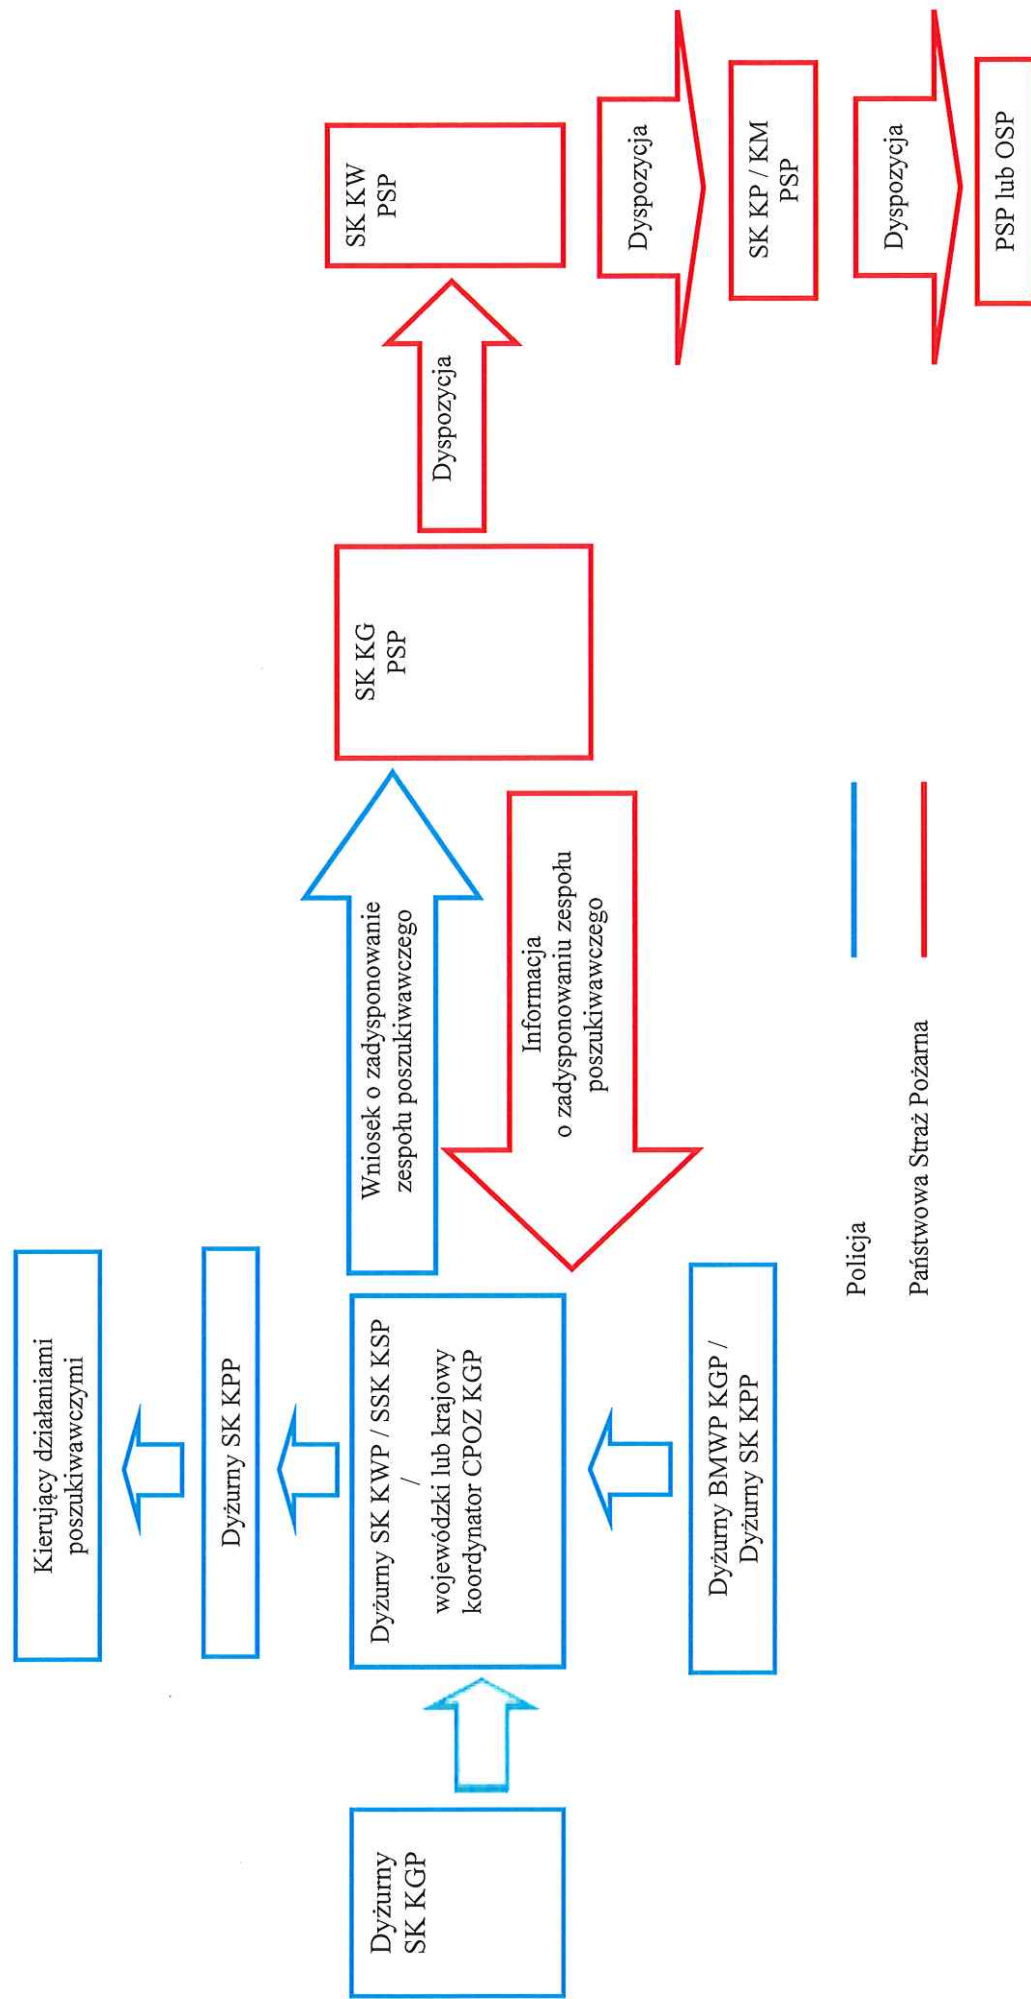 Kierujący działaniami
poszukiwawczymi
Dyżurny SK KPP
Dyżurny
SK KGP
Dyżurny SK KWP / SSK KSP
/
wojewódzki lub krajowy
koordynator CPOZ KGP
Wniosek o zadysponowanie
zespołu poszukiwawczego
Informacja
o zadysponowaniu zespołu
poszukiwawczego
SK KG
PSP
Dyspozycja
SK KW
PSP
Dyspozycja
SK KP / KM
PSP
Dyspozycja
PSP lub OSP
Dyżurny BMWP KGP /
Dyżurny SK KPP
Policja
Państwowa Straż Pożarna